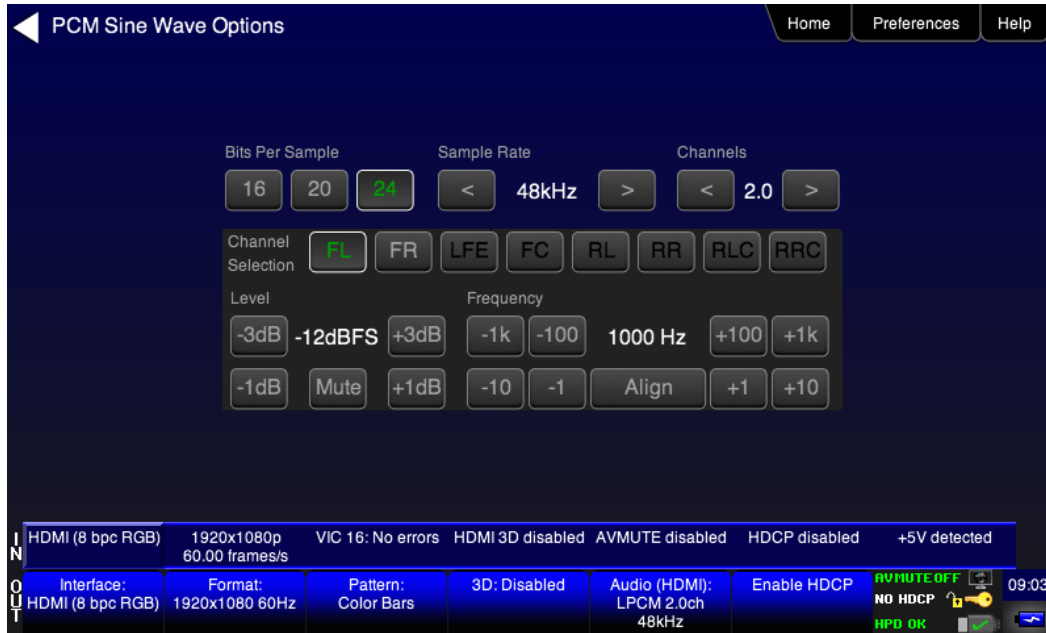 PCM Sine Wave Options
Home Preferences Help
Bits Per Sample Sample Rate Channels
16 20 24 < 48kHz > < 2.0 >
Channel Selection FL FR LFE FC RL RR RLC RRC
Level Frequency
-3dB -12dBFS +3dB -1k -100 1000 Hz +100 +1k
-1dB Mute +1dB -10 -1 Align +1 +10
IN
HDMI (8 bpc RGB)
1920x1080p
60.00 frames/s
VIC 16: No errors
HDMI 3D disabled
AVMUTE disabled
HDCP disabled
+5V detected
OUT
Interface:
HDMI (8 bpc RGB)
Format:
1920x1080 60Hz
Pattern:
Color Bars
3D: Disabled
Audio (HDMI):
LPCM 2.0ch
48kHz
Enable HDCP
AVMUTEOFF
NO HDCP
HPD OK
09:03